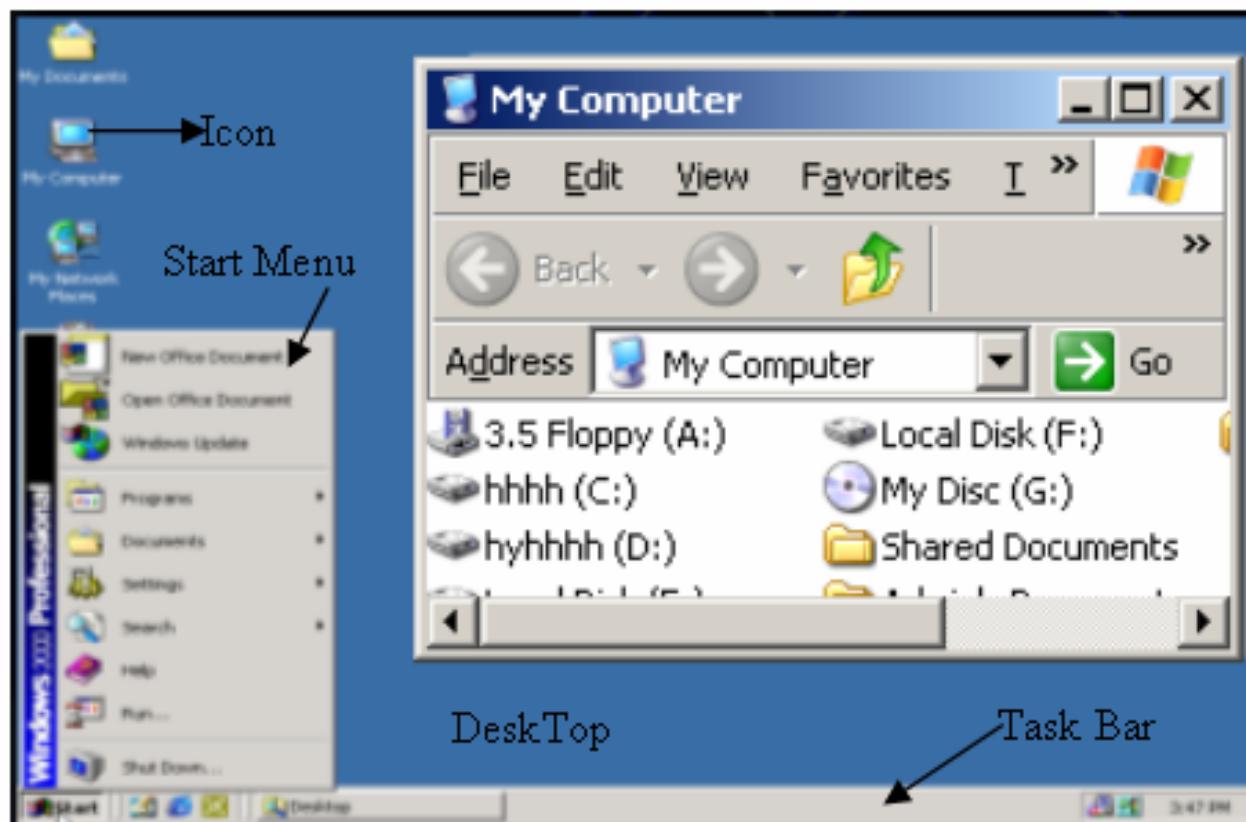 My Documents
Icon
My Computer
Start Menu
My Network
Places
New Office Document
Open Office Document
Windows Update
Programs
Documents
Settings
Search
Help
Run...
Shut Down...
Windows 2000 Professional
My Computer
File Edit View Favorites T »
Back »
Address My Computer Go
3.5 Floppy (A:) Local Disk (F:)
hhhh (C:) My Disc (G:)
hyhhhh (D:) Shared Documents
DeskTop
Task Bar
Start Desktop 3:47 PM